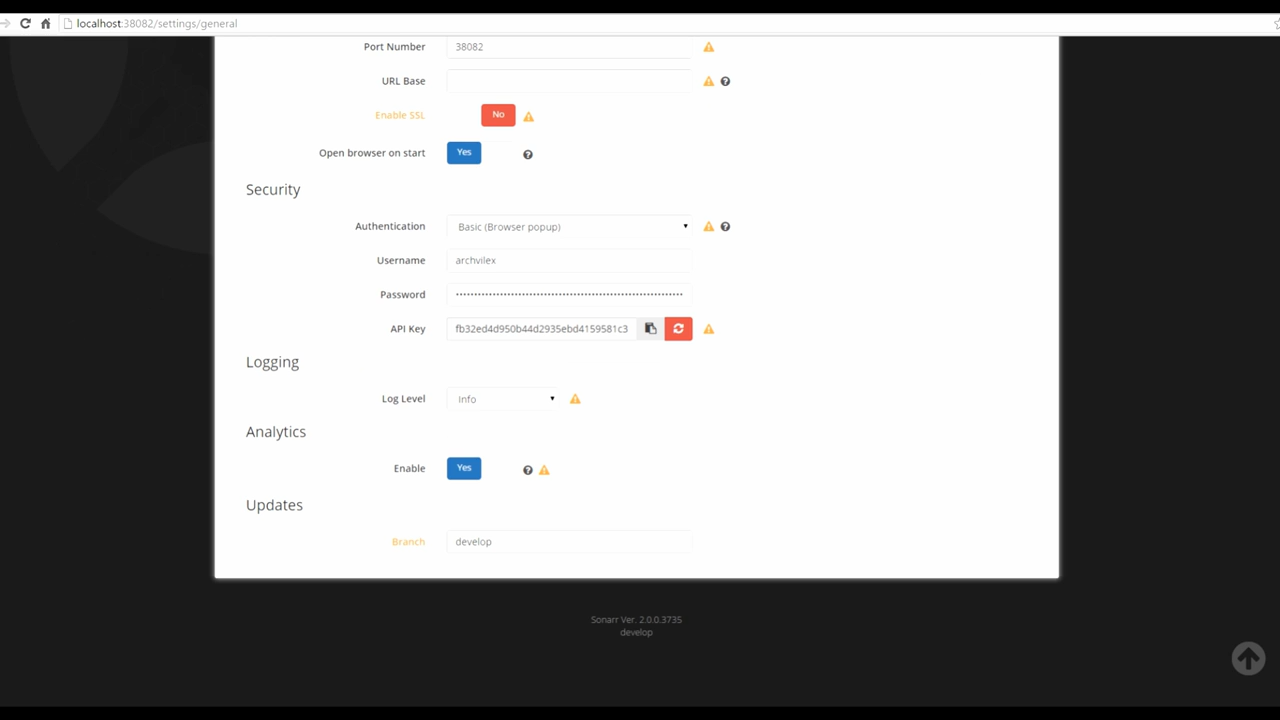 localhost:38082/settings/general
Port Number 38082
URL Base
Enable SSL No
Open browser on start Yes
Security
Authentication Basic (Browser popup)
Username archvilex
Password
API Key fb32ed4d950b44d2935ebd4159581c3
Logging
Log Level Info
Analytics
Enable Yes
Updates
Branch develop
Sonarr Ver. 2.0.0.3735
develop